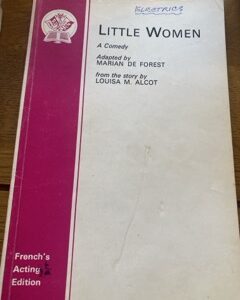 ELECTRICS
LITTLE WOMEN
A Comedy
Adapted by
MARIAN DE FOREST
from the story by
LOUISA M. ALCOT
French's
Acting
Edition